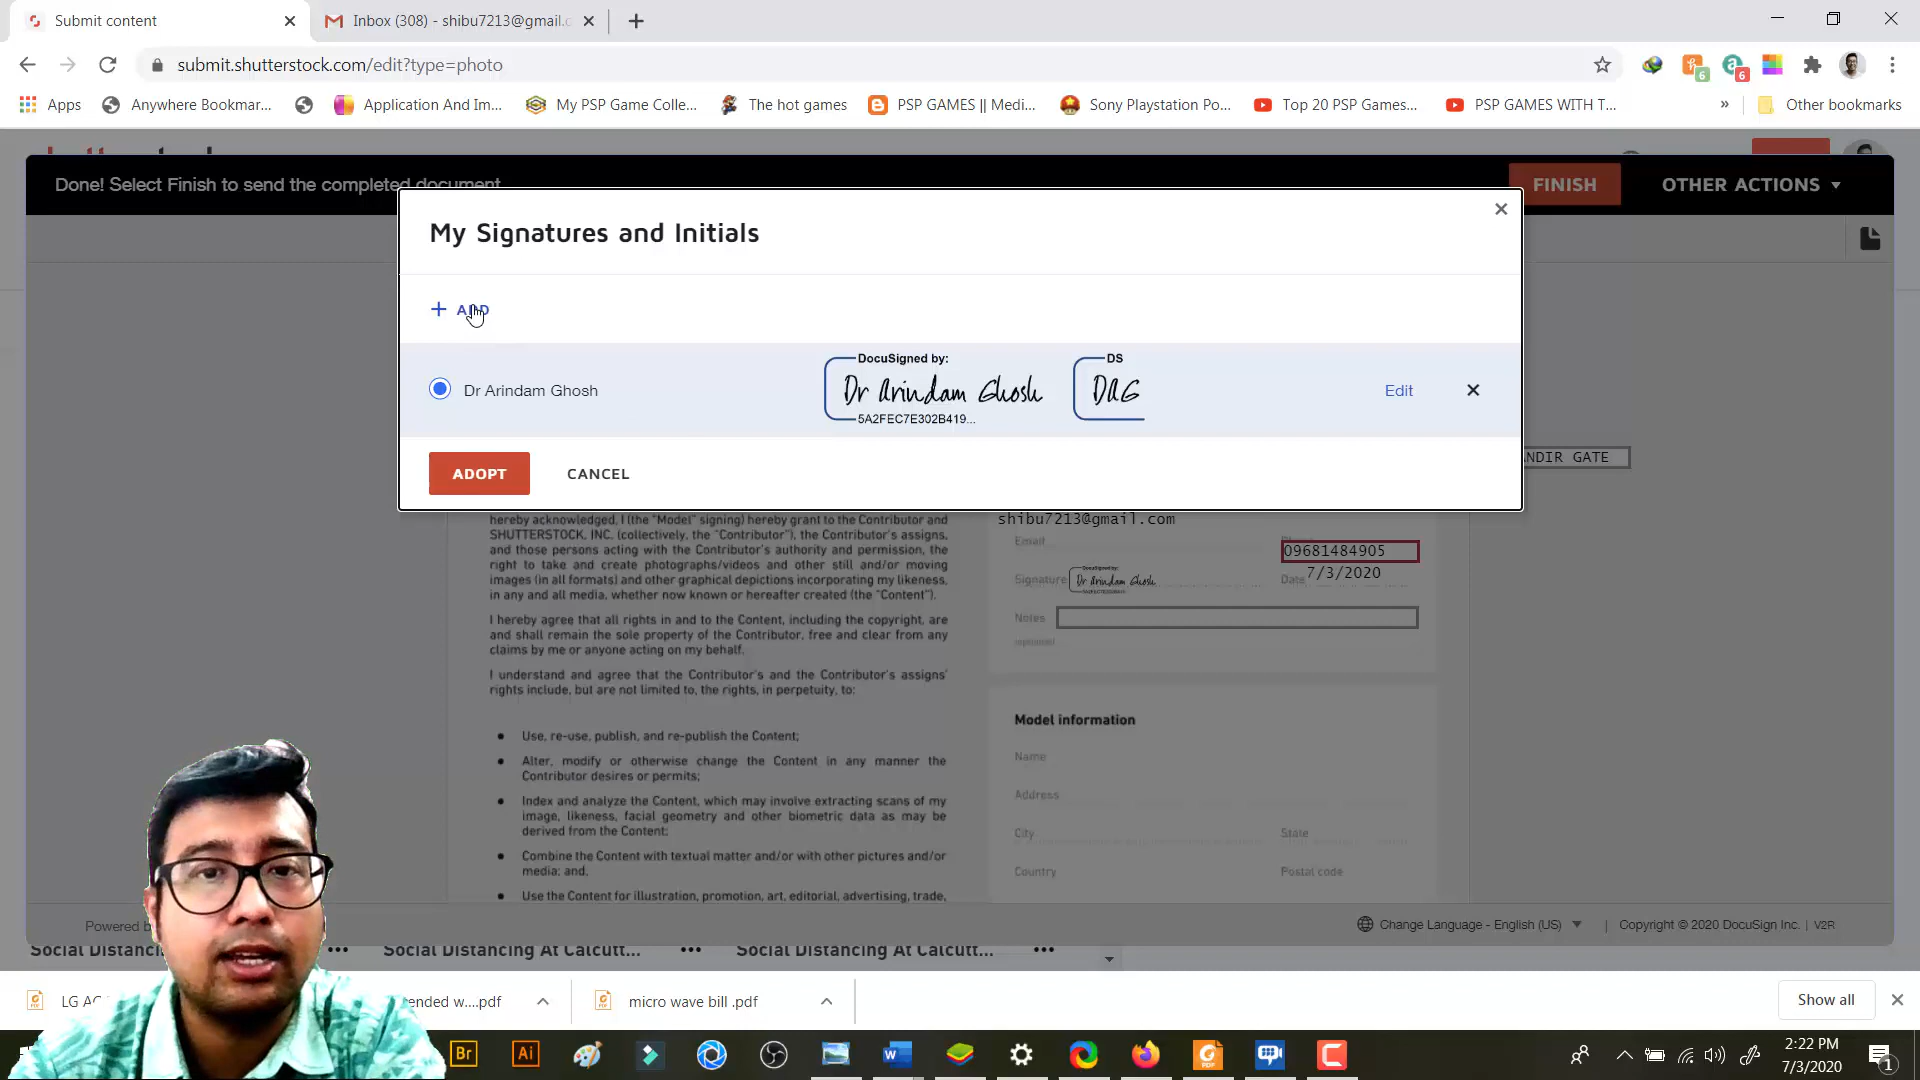 Submit content
Inbox (308) - shibu7213@gmail.c
submit.shutterstock.com/edit?type=photo
6
6
Apps
Anywhere Bookmar...
Application And Im...
My PSP Game Colle...
The hot games
PSP GAMES || Medi...
Sony Playstation Po...
Top 20 PSP Games...
PSP GAMES WITH T...
»
Other bookmarks
Done! Select Finish to send the completed document.
FINISH
OTHER ACTIONS
My Signatures and Initials
+ ADD
Dr Arindam Ghosh
DocuSigned by:
Dr Arindam Ghosh
5A2FEC7E302B419...
DS
DAG
Edit
ADOPT
CANCEL
NDIR GATE
hereby acknowledged, I (the "Model" signing) hereby grant to the Contributor and
SHUTTERSTOCK, INC. (collectively, the "Contributor"), the Contributor's assigns,
and those persons acting with the Contributor's authority and permission, the
right to take and create photographs/videos and other still and/or moving
images (in all formats) and other graphical depictions incorporating my likeness,
in any and all media, whether now known or hereafter created (the "Content").
I hereby agree that all rights in and to the Content, including the copyright, are
and shall remain the sole property of the Contributor, free and clear from any
claims by me or anyone acting on my behalf.
I understand and agree that the Contributor's and the Contributor's assigns'
rights include, but are not limited to, the rights, in perpetuity, to:
• Use, re-use, publish, and re-publish the Content;
• Alter, modify or otherwise change the Content in any manner the
Contributor desires or permits;
• Index and analyze the Content, which may involve extracting scans of my
image, likeness, facial geometry and other biometric data as may be
derived from the Content;
• Combine the Content with textual matter and/or with other pictures and/or
media; and,
• Use the Content for illustration, promotion, art, editorial, advertising, trade,
shibu7213@gmail.com
Email
09681484905
Signature
Dr Arindam Ghosh
Date
7/3/2020
Notes
Model information
Name
Address
City
State
Country
Postal code
Powered b
Change Language - English (US)
Copyright © 2020 DocuSign Inc.
V2R
Social Distancing At Calcutt...
Social Distancing At Calcutt...
Social Distancing At Calcutt...
LG AC
ended w....pdf
micro wave bill .pdf
Show all
Br
Ai
2:22 PM
7/3/2020
1